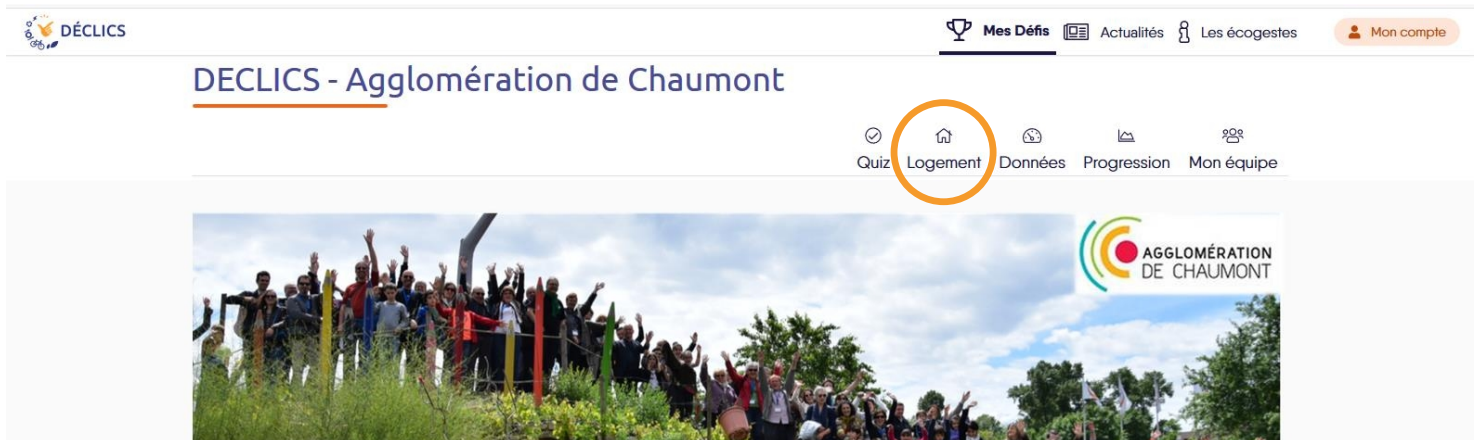 DÉCLICS
Mes Défis Actualités Les écogestes Mon compte
DECLICS - Agglomération de Chaumont
Quiz Logement Données Progression Mon équipe
AGGLOMÉRATION
DE CHAUMONT